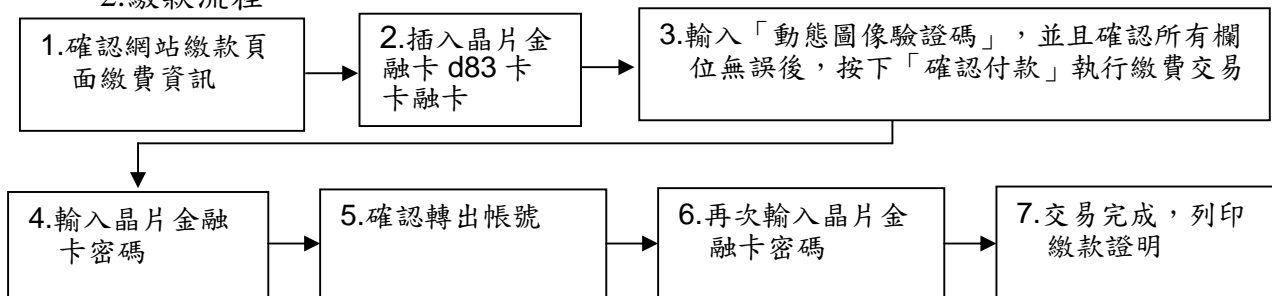 2.繳款流程
1.確認網站繳款頁
面繳費資訊
2.插入晶片金
融卡 d83 卡
卡融卡
3.輸入「動態圖像驗證碼」，並且確認所有欄
位無誤後，按下「確認付款」執行繳費交易
4.輸入晶片金融
卡密碼
5.確認轉出帳號
6.再次輸入晶片金
融卡密碼
7.交易完成，列印
繳款證明